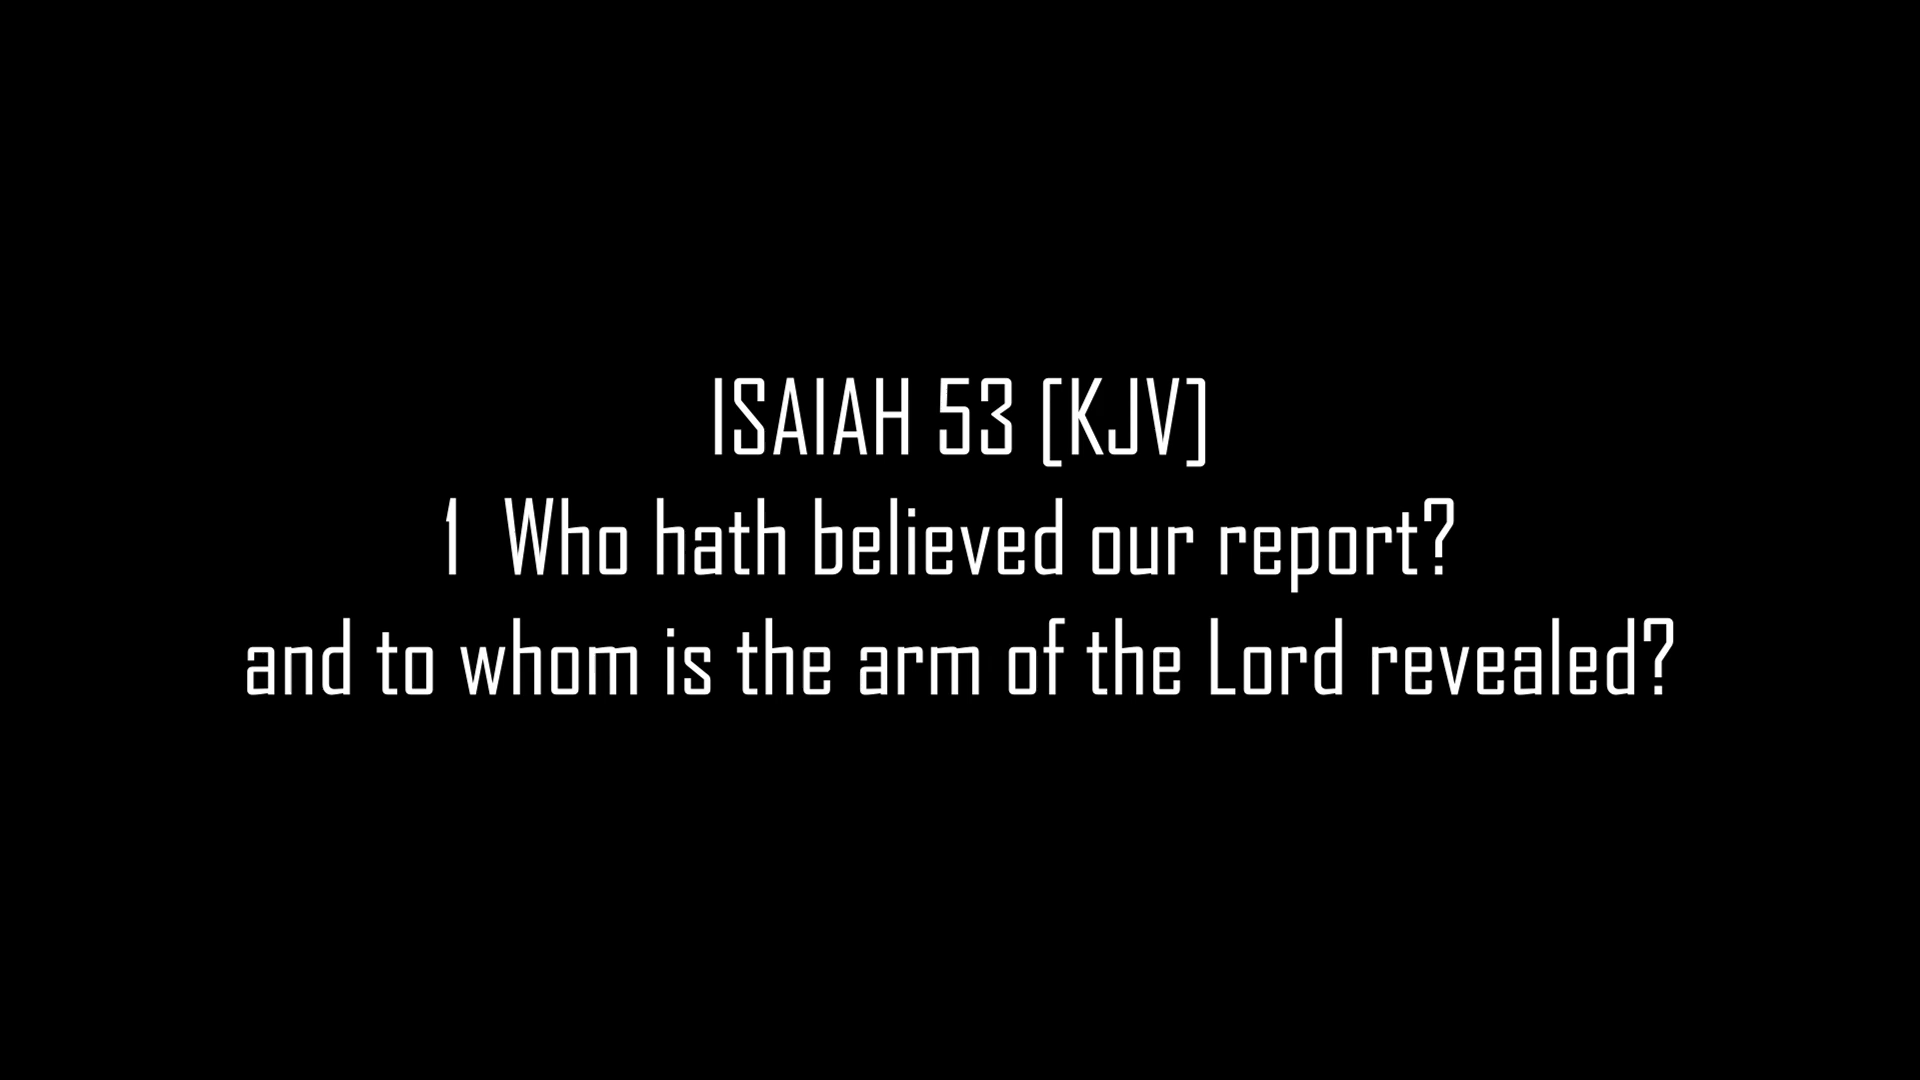 ISAIAH 53 [KJV]
1  Who hath believed our report?
and to whom is the arm of the Lord revealed?